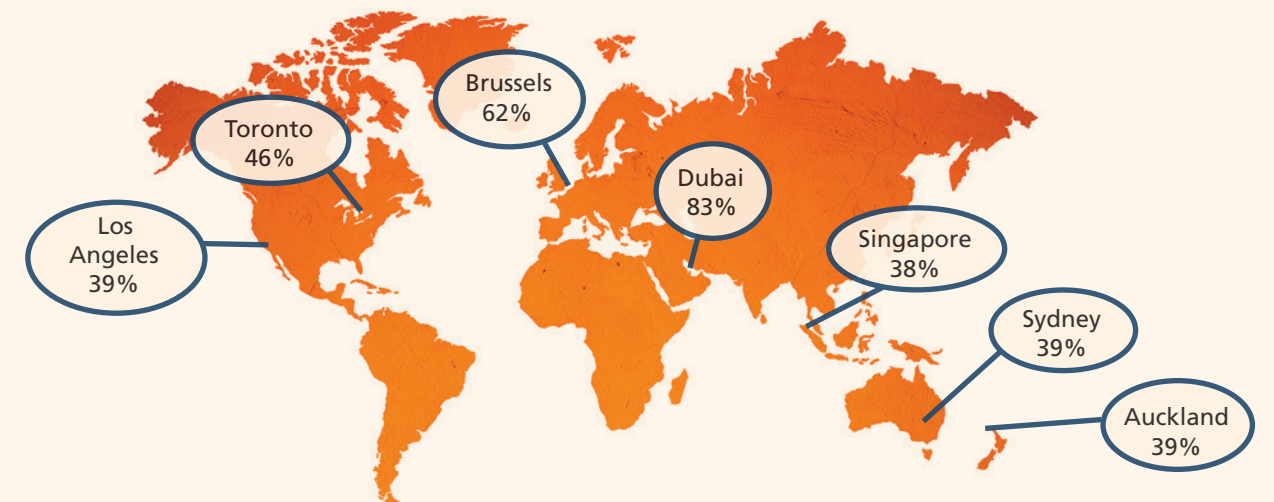 Brussels
62%
Toronto
46%
Dubai
83%
Los
Angeles
39%
Singapore
38%
Sydney
39%
Auckland
39%